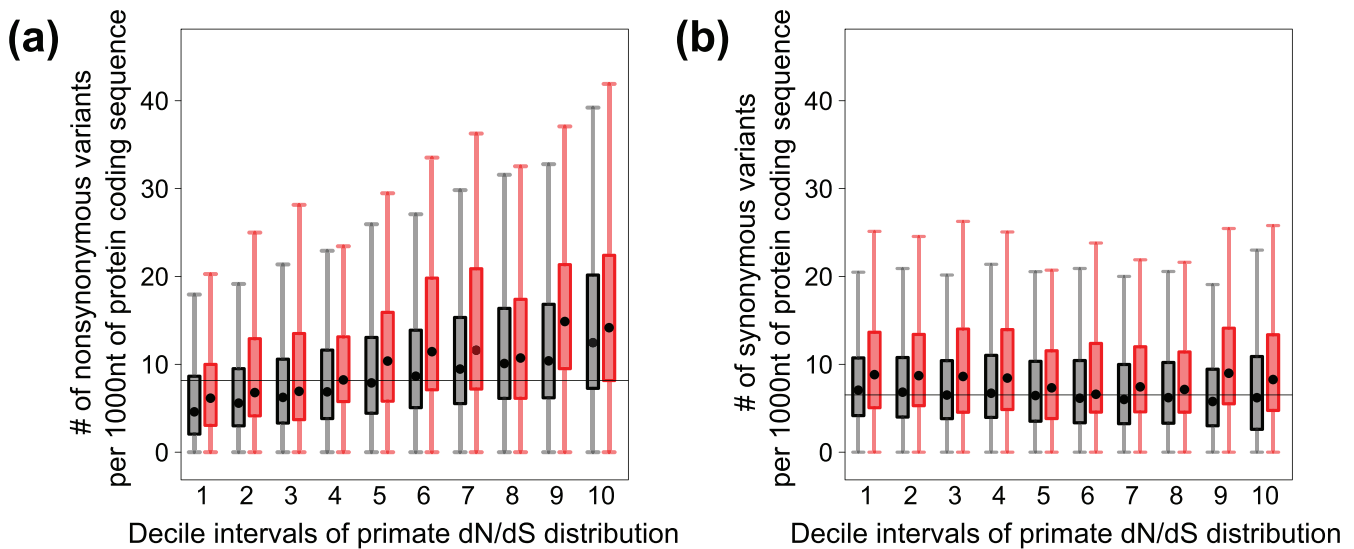 (a)
# of nonsynonymous variants
per 1000nt of protein coding sequence
40
30
20
10
0
1 2 3 4 5 6 7 8 9 10
Decile intervals of primate dN/dS distribution
(b)
# of synonymous variants
per 1000nt of protein coding sequence
40
30
20
10
0
1 2 3 4 5 6 7 8 9 10
Decile intervals of primate dN/dS distribution